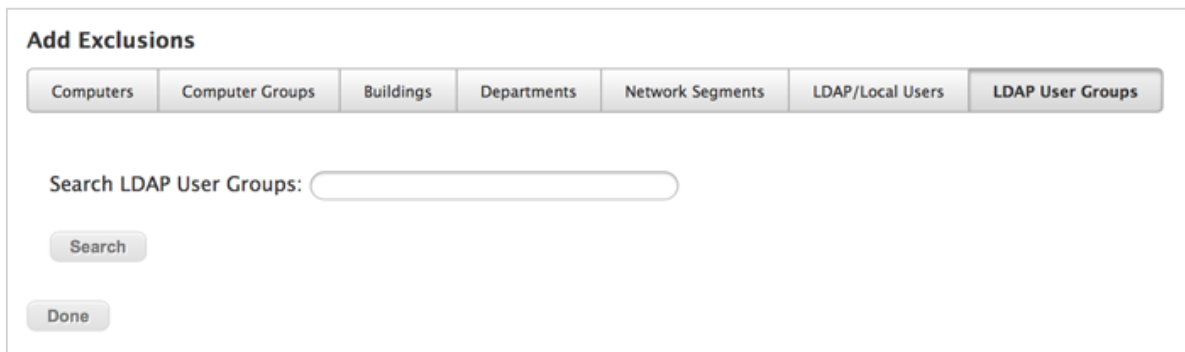 Add Exclusions
Computers Computer Groups Buildings Departments Network Segments LDAP/Local Users LDAP User Groups
Search LDAP User Groups:
Search
Done